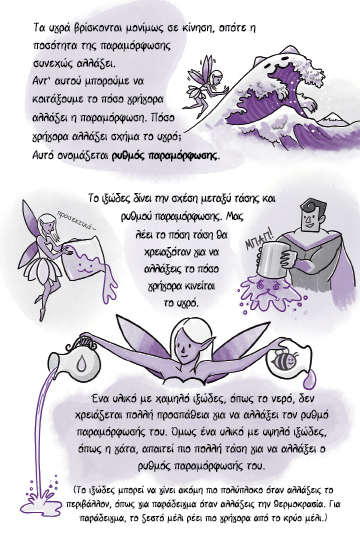 Τα υγρά βρίσκονται μονίμως σε κίνηση, οπότε η
ποσότητα της παραμόρφωσης
συνεχώς αλλάζει.
Αντ' αυτού μπορούμε να
κοιτάξουμε το πόσο γρήγορα
αλλάζει η παραμόρφωση. Πόσο
γρήγορα αλλάζει σχήμα το υγρό;
Αυτό ονομάζεται ρυθμός παραμόρφωσης.
Το ιξώδες δίνει την σχέση μεταξύ τάσης και
ρυθμού παραμόρφωσης. Μας
λέει το πόση τάση θα
χρειαζόταν για να
αλλάξεις το πόσο
γρήγορα κινείται
το υγρό.
προσεκτικά~
ΜΠΛΑΠ!
Ένα υλικό με χαμηλό ιξώδες, όπως το νερό, δεν
χρειάζεται πολλή προσπάθεια για να αλλάξει τον ρυθμό
παραμόρφωσής του. Όμως ένα υλικό με υψηλό ιξώδες,
όπως η γάτα, απαιτεί πιο πολλή τάση για να αλλάξει ο
ρυθμός παραμόρφωσής του.
(Το ιξώδες μπορεί να γίνει ακόμη πιο πολύπλοκο όταν αλλάξεις το
περιβάλλον, όπως για παράδειγμα όταν αλλάξεις την θερμοκρασία. Για
παράδειγμα, το ζεστό μέλι ρέει πιο γρήγορα από το κρύο μέλι.)